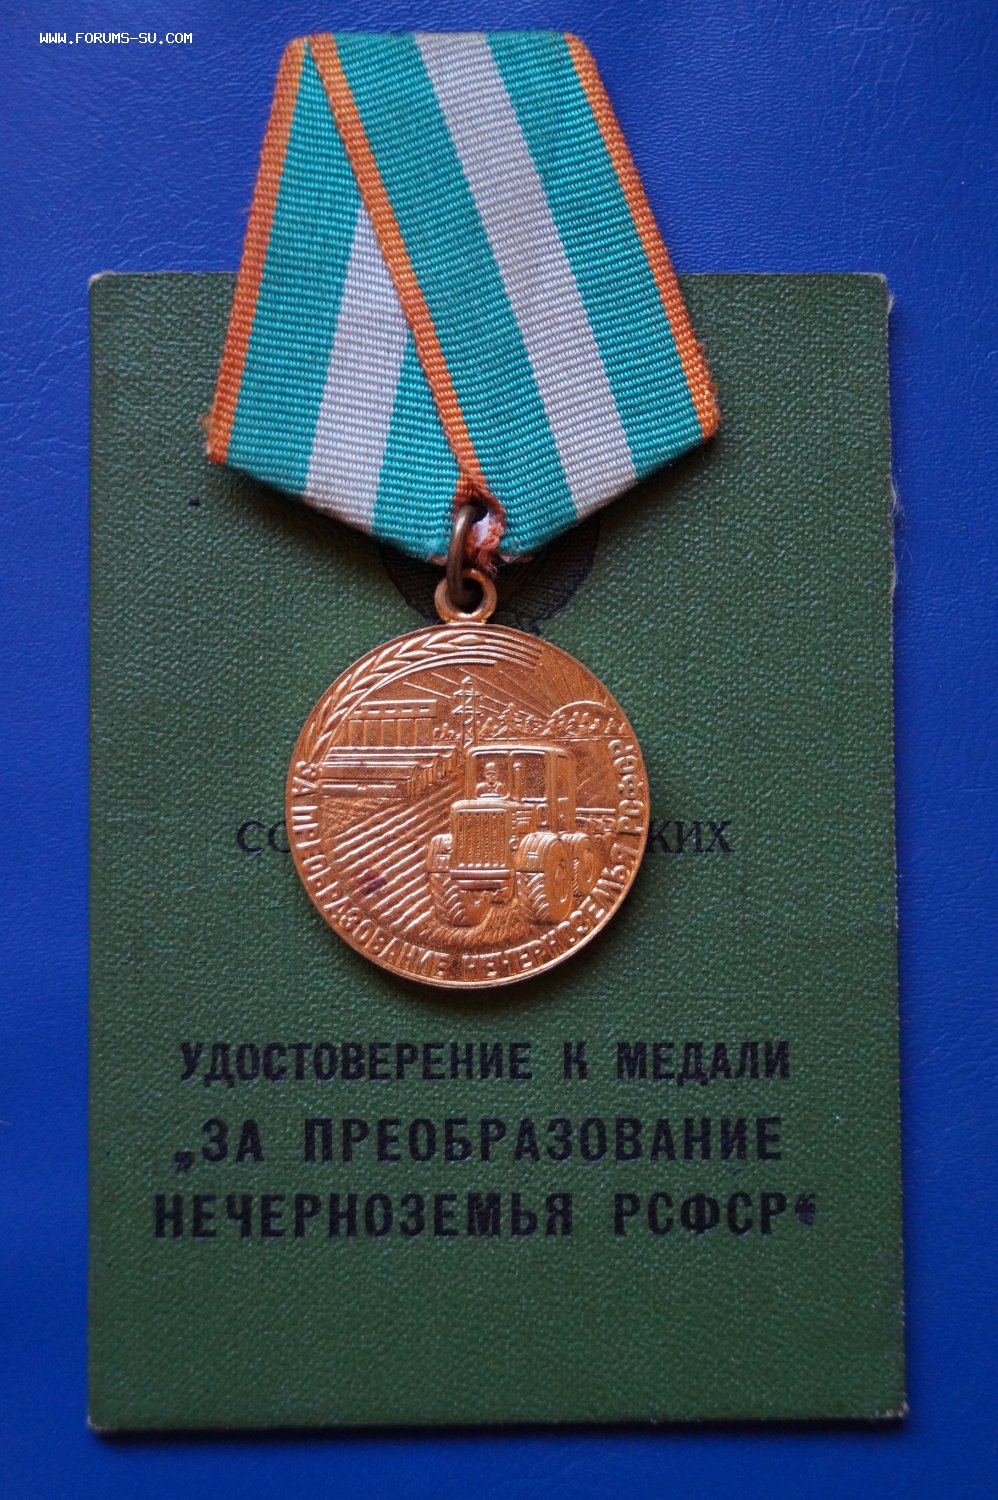 WWW.FORUMS-SU.COM
ЗА ПРЕОБРАЗОВАНИЕ НЕЧЕРНОЗЕМЬЯ РСФСР
УДОСТОВЕРЕНИЕ К МЕДАЛИ
„ЗА ПРЕОБРАЗОВАНИЕ
НЕЧЕРНОЗЕМЬЯ РСФСР“